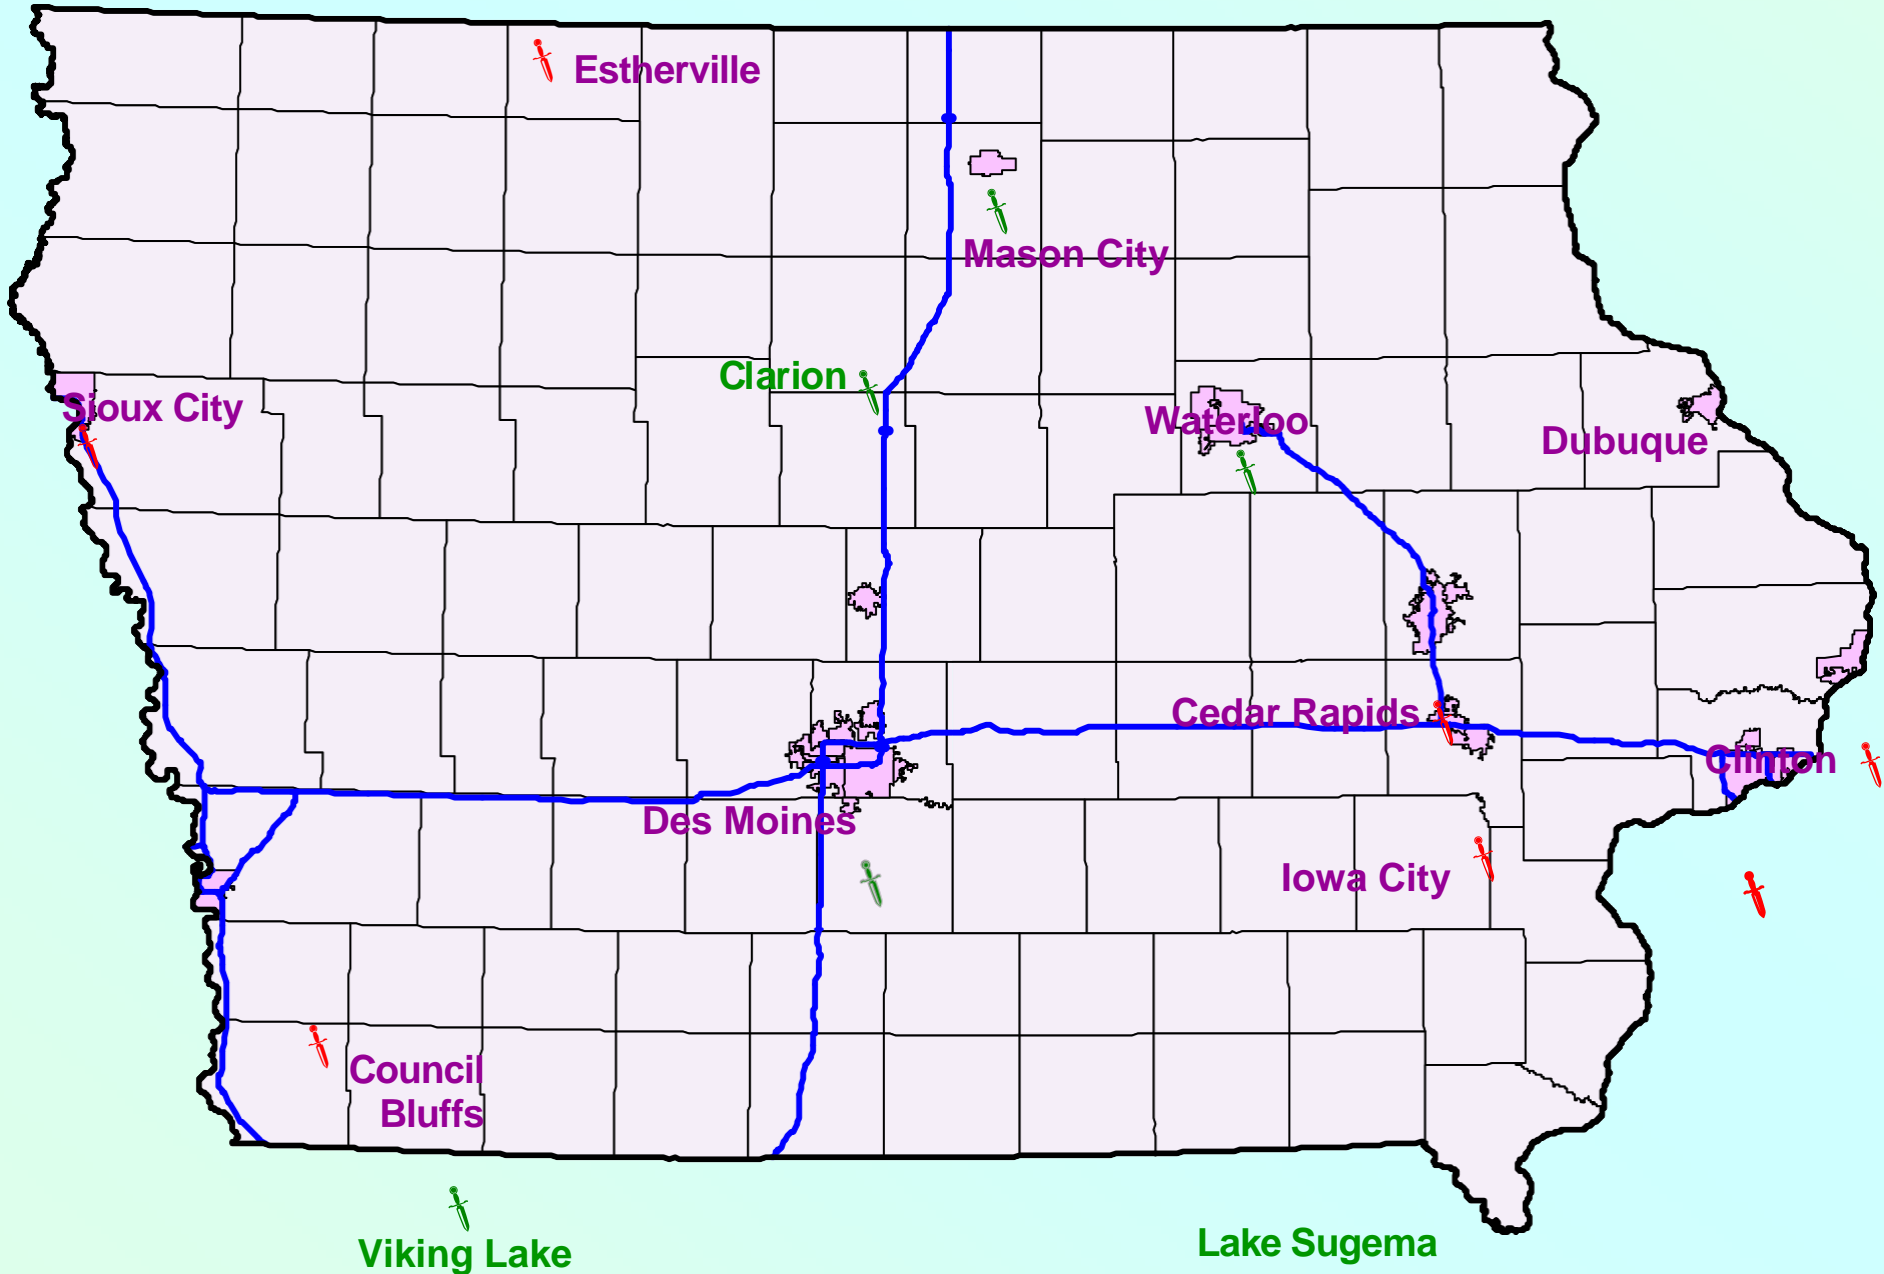 Estherville
Mason City
Clarion
Sioux City
Waterloo
Dubuque
Cedar Rapids
Clinton
Des Moines
Iowa City
Council
Bluffs
Viking Lake
Lake Sugema